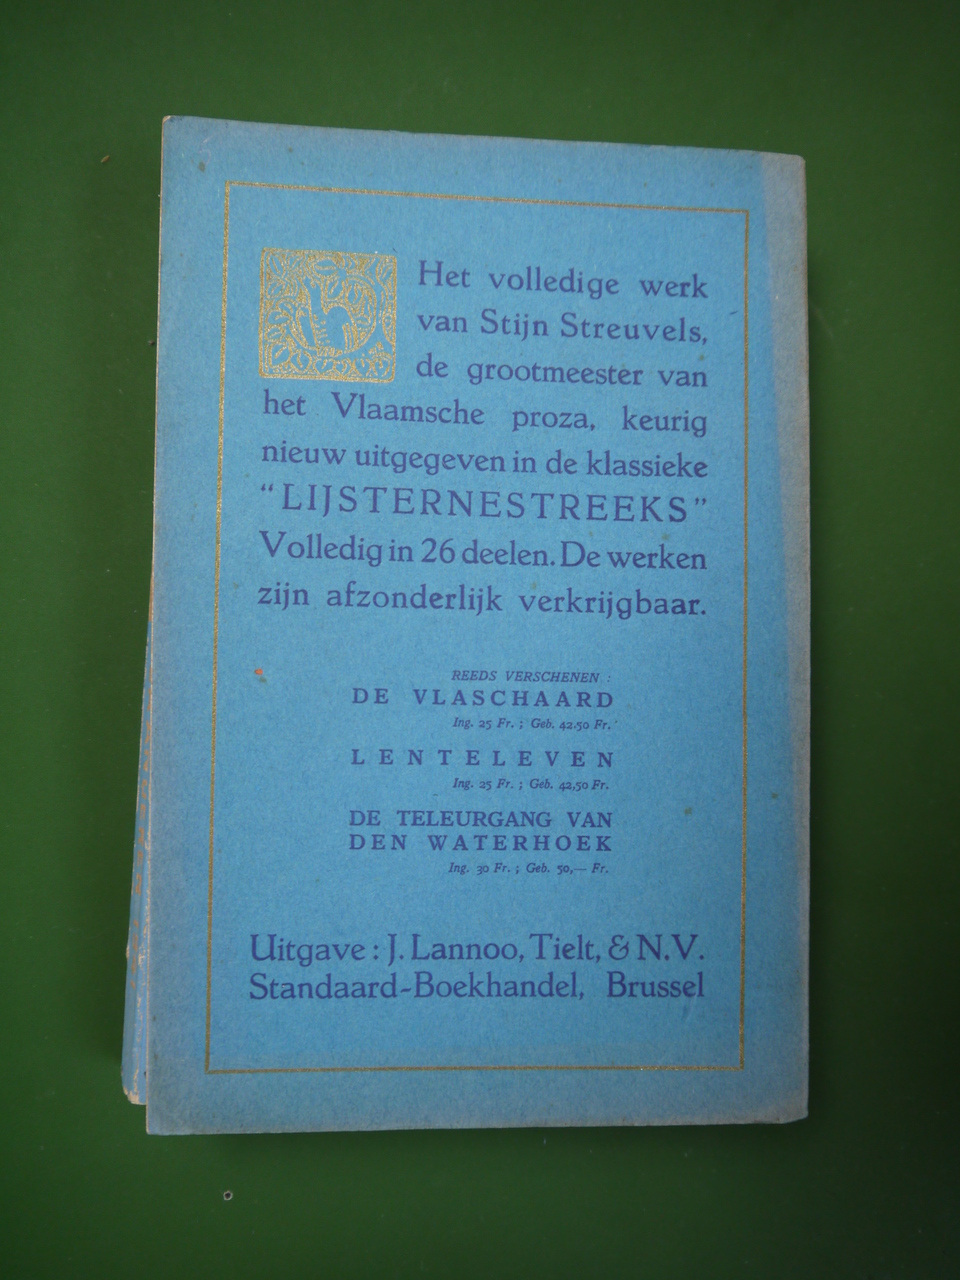 Het volledige werk
van Stijn Streuvels,
de grootmeester van
het Vlaamsche proza, keurig
nieuw uitgegeven in de klassieke
“LIJSTERNESTREEKS”
Volledig in 26 deelen. De werken
zijn afzonderlijk verkrijgbaar.
REEDS VERSCHENEN :
DE VLASCHAARD
Ing. 25 Fr. ; Geb. 42.50 Fr.
LENTELEVEN
Ing. 25 Fr. ; Geb. 42,50 Fr.
DE TELEURGANG VAN
DEN WATERHOEK
Ing. 30 Fr. ; Geb. 50,— Fr.
Uitgave : J. Lannoo, Tielt, & N.V.
Standaard-Boekhandel, Brussel